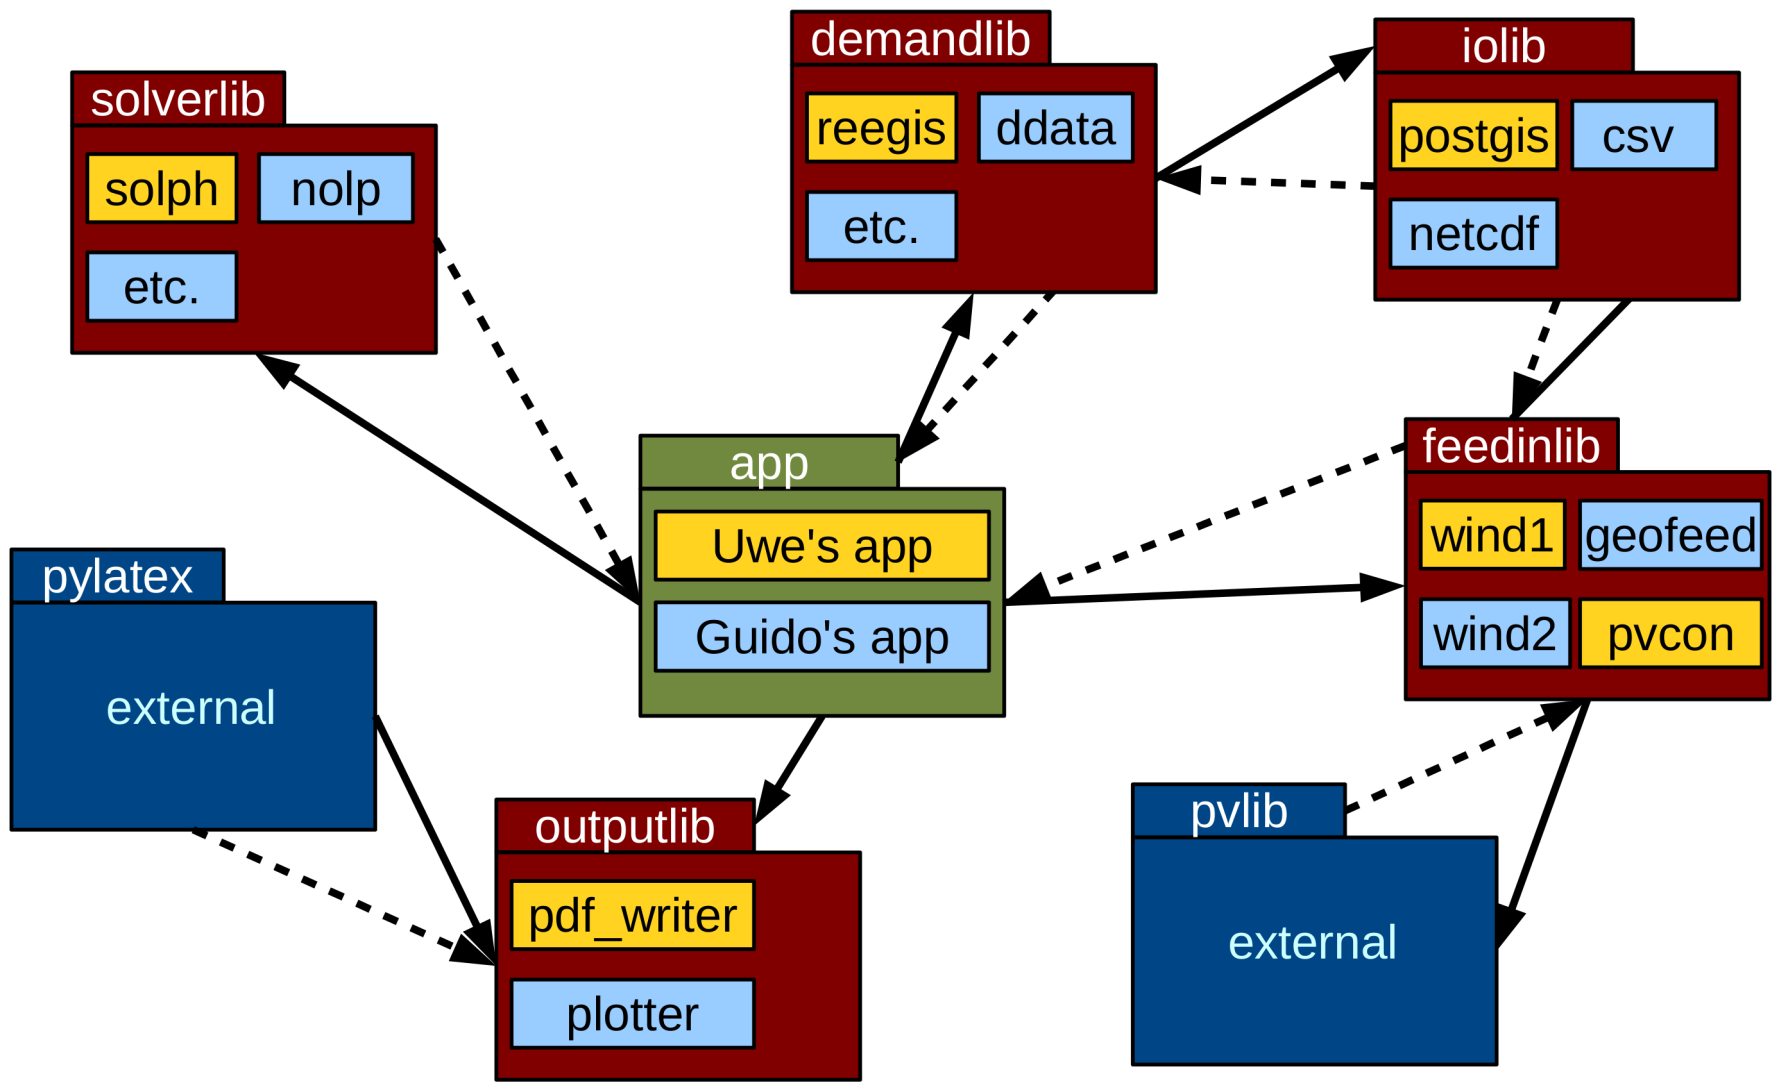 demandlib
reegis
ddata
etc.
iolib
postgis
csv
netcdf
solverlib
solph
nolp
etc.
app
Uwe's app
Guido's app
feedinlib
wind1
geofeed
wind2
pvcon
pylatex
external
outputlib
pdf_writer
plotter
pvlib
external